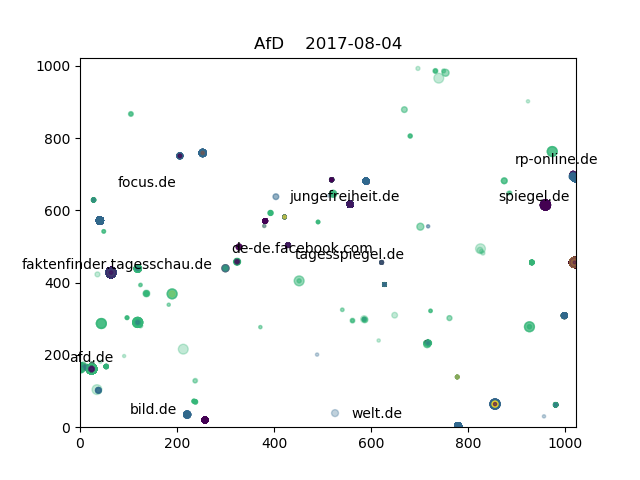 AfD 2017-08-04
1000
800
600
400
200
0
rp-online.de
focus.de
jungefreiheit.de
spiegel.de
de-de.facebook.com
tagesspiegel.de
faktenfinder.tagesschau.de
afd.de
bild.de
welt.de
0 200 400 600 800 1000